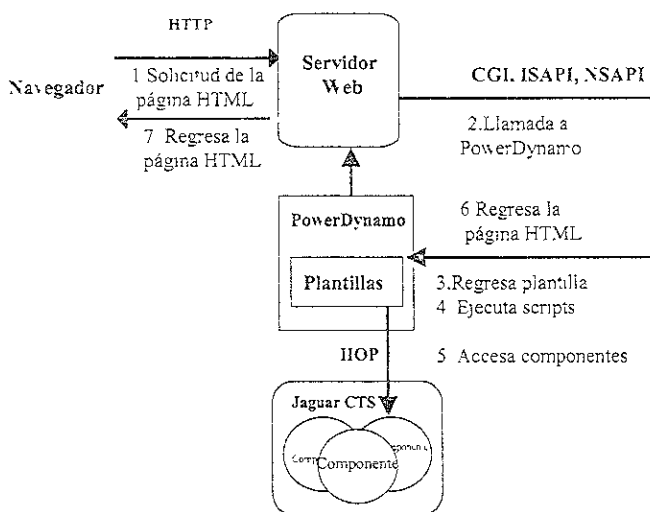 HTTP
Servidor
Web
CGI. ISAPI, NSAPI
Navegador
1 Solicitud de la
página HTML
7 Regresa la
página HTML
2.Llamada a
PowerDynamo
PowerDynamo
6 Regresa la
página HTML
Plantillas
3.Regresa plantilla
4 Ejecuta scripts
IIOP
5 Accesa componentes
Jaguar CTS
Componente